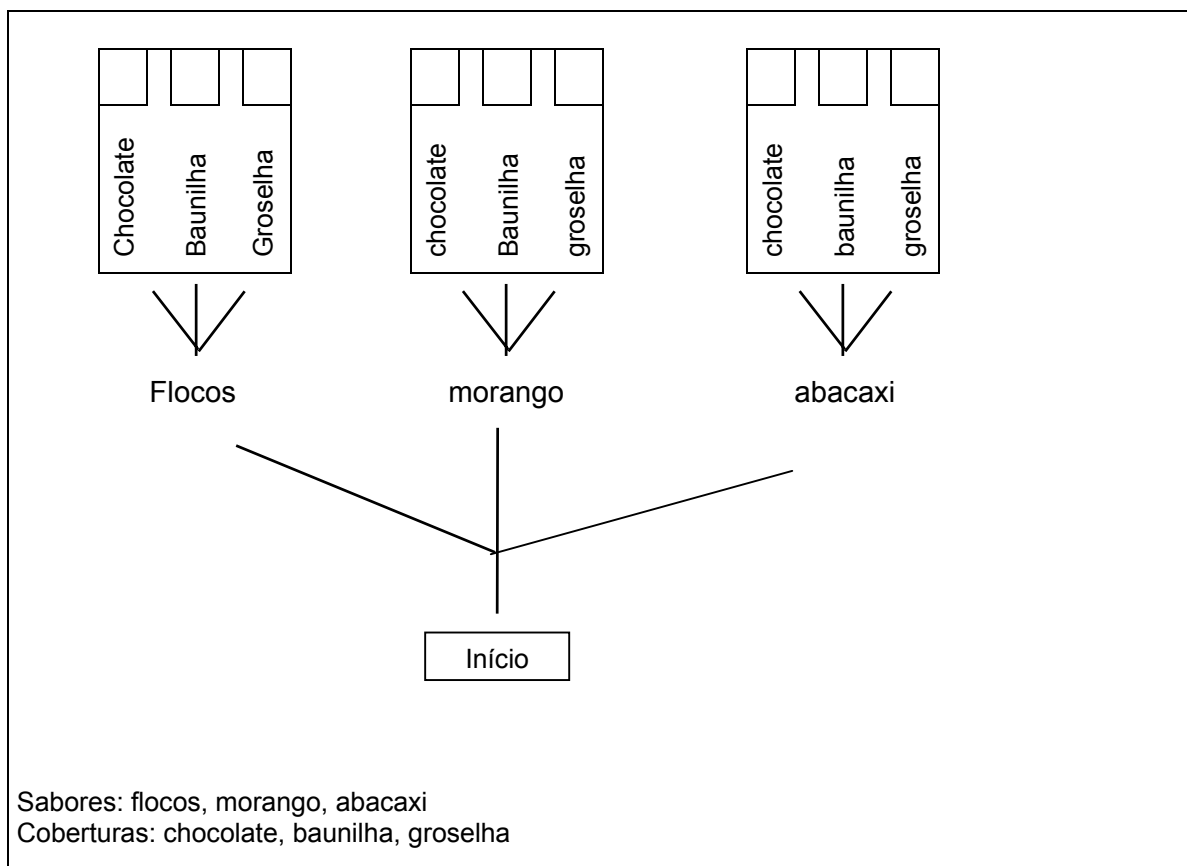 Chocolate Baunilha Groselha chocolate Baunilha groselha chocolate baunilha groselha
Flocos morango abacaxi
Início
Sabores: flocos, morango, abacaxi
Coberturas: chocolate, baunilha, groselha